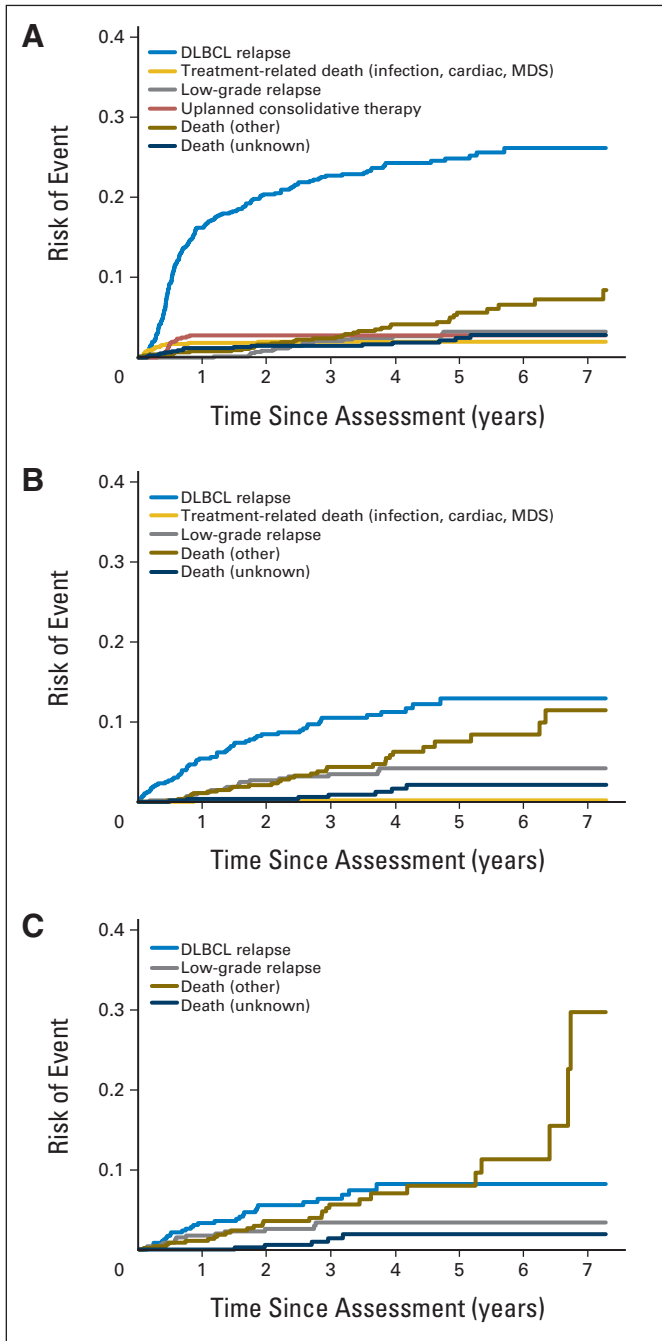 A
0.4
DLBCL relapse
Treatment-related death (infection, cardiac, MDS)
Low-grade relapse
Uplanned consolidative therapy
Death (other)
Death (unknown)
0.3
0.2
0.1
Risk of Event
0 1 2 3 4 5 6 7
Time Since Assessment (years)
B
0.4
DLBCL relapse
Treatment-related death (infection, cardiac, MDS)
Low-grade relapse
Death (other)
Death (unknown)
0.3
0.2
0.1
Risk of Event
0 1 2 3 4 5 6 7
Time Since Assessment (years)
C
0.4
DLBCL relapse
Low-grade relapse
Death (other)
Death (unknown)
0.3
0.2
0.1
Risk of Event
0 1 2 3 4 5 6 7
Time Since Assessment (years)